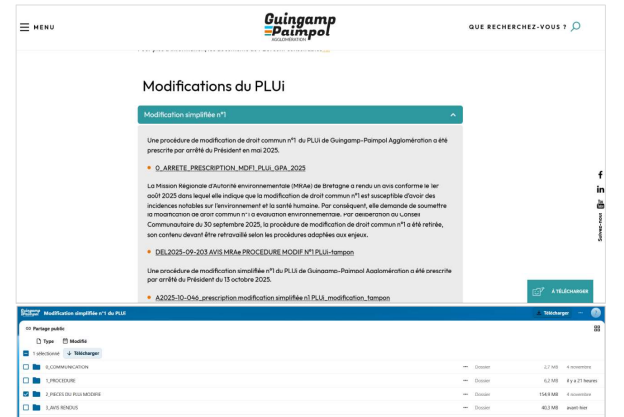 MENU
Guingamp
Paimpol
AGGLOMÉRATION
QUE RECHERCHEZ-VOUS ?
Modifications du PLUi
Modification simplifiée n°1
Une procédure de modification de droit commun n°1 du PLUi de Guingamp-Paimpol Agglomération a été
prescrite par arrêté du Président en mai 2025.
0_ARRETE_PRESCRIPTION_MDF1_PLUi_GPA_2025
La Mission Régionale d'Autorité environnementale (MRAe) de Bretagne a rendu un avis conforme le 1er
août 2025 dans lequel elle indique que la modification de droit commun n°1 est susceptible d'avoir des
incidences notables sur l'environnement et la santé humaine. Par conséquent, elle demande de soumettre
la modification de droit commun n°1 à évaluation environnementale. Par délibération du Conseil
Communautaire du 30 septembre 2025, la procédure de modification de droit commun n°1 a été retirée,
son contenu devant être retravaillé selon les procédures adaptées aux enjeux.
DEL2025-09-203 AVIS MRAe PROCEDURE MODIF N°1 PLUi-tampon
Une procédure de modification simplifiée n°1 du PLUi de Guingamp-Paimpol Agglomération a été prescrite
par arrêté du Président du 13 octobre 2025.
A2025-10-046_prescription modification simplifiée n1 PLUi_modification_tampon
Suivez-nous
À TÉLÉCHARGER
Guingamp
Paimpol
Modification simplifiée n°1 du PLUi
Télécharger
Partage public
Type
Modifié
1 sélectionné
Télécharger
0_COMMUNICATION
Dossier
2,7 MB
4 novembre
1_PROCEDURE
Dossier
6,2 MB
il y a 21 heures
2_PIECES DU PLUI MODIFIE
Dossier
154,9 MB
4 novembre
3_AVIS RENDUS
Dossier
40,3 MB
avant-hier